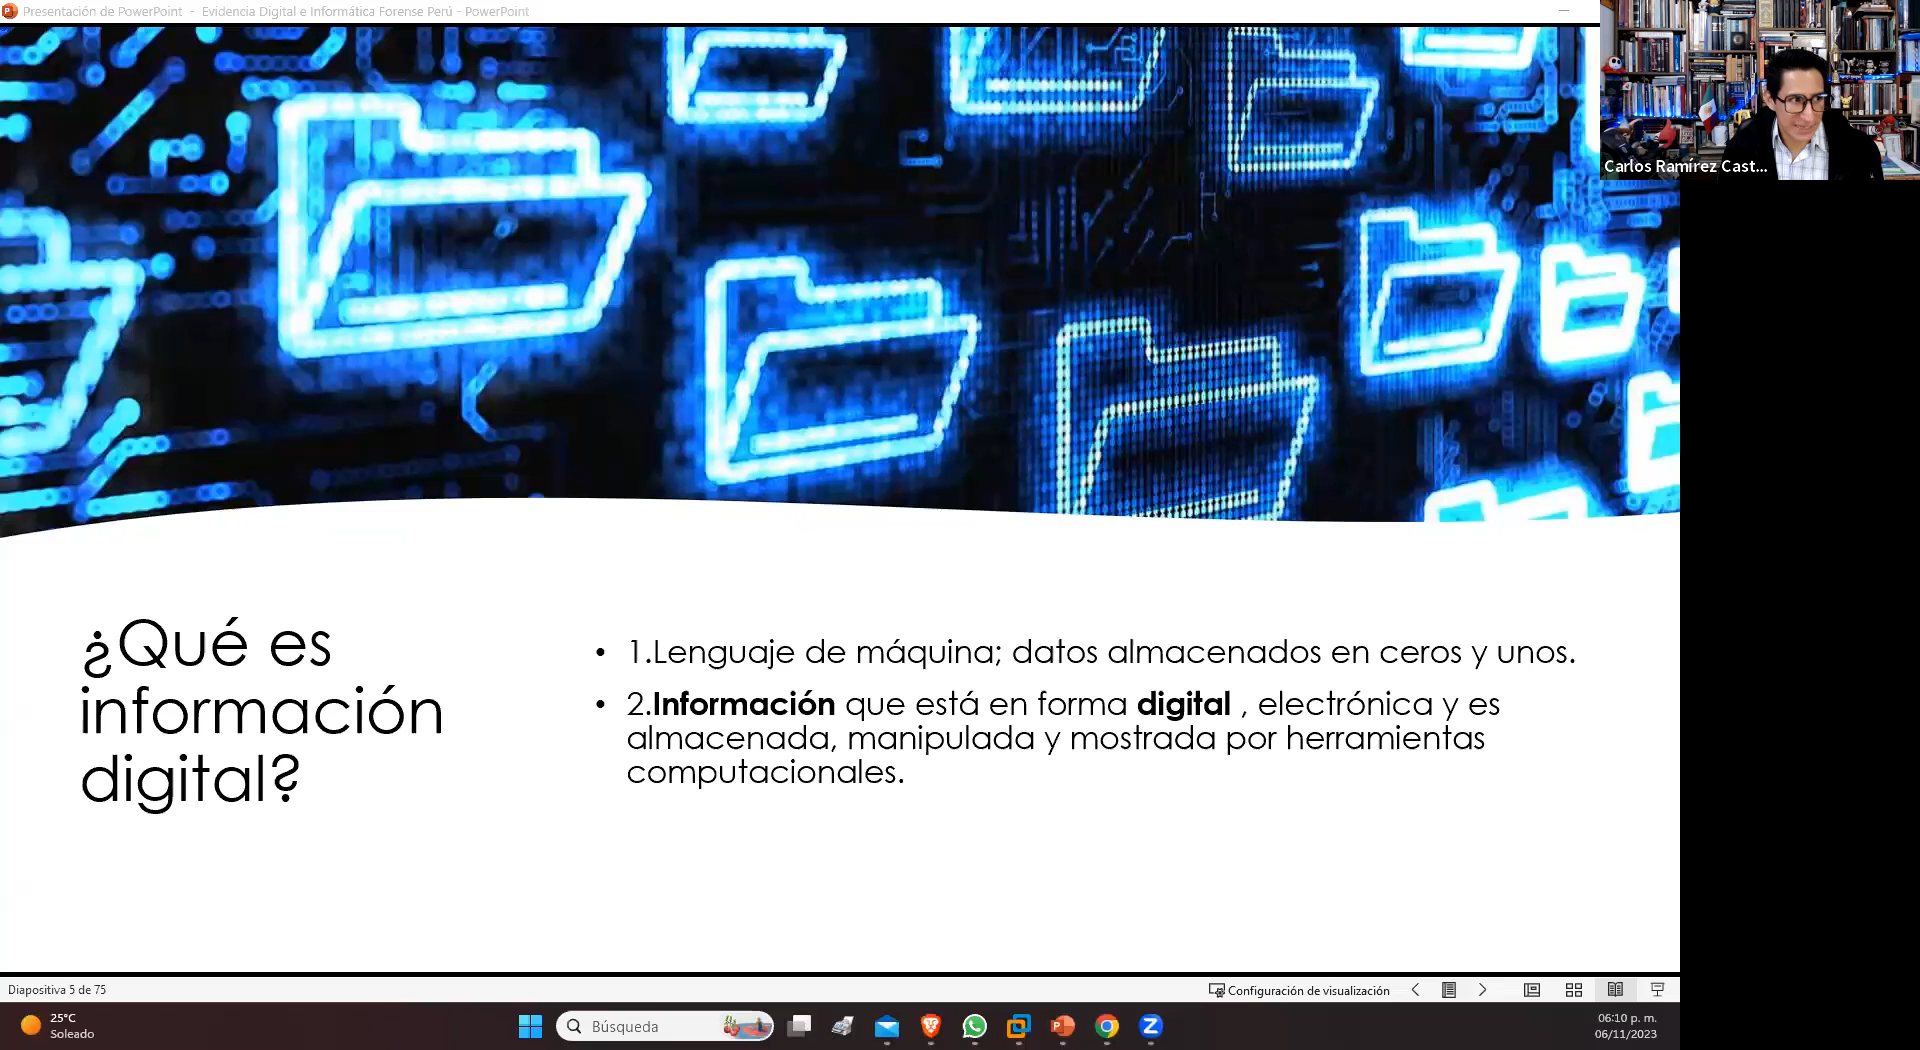 Presentación de PowerPoint - Evidencia Digital e Informática Forense Perú - PowerPoint
Carlos Ramírez Cast...
¿Qué es
información
digital?
• 1.Lenguaje de máquina; datos almacenados en ceros y unos.
• 2.Información que está en forma digital , electrónica y es
almacenada, manipulada y mostrada por herramientas
computacionales.
Diapositiva 5 de 75
Configuración de visualización
25°C
Soleado
Búsqueda
06:10 p. m.
06/11/2023